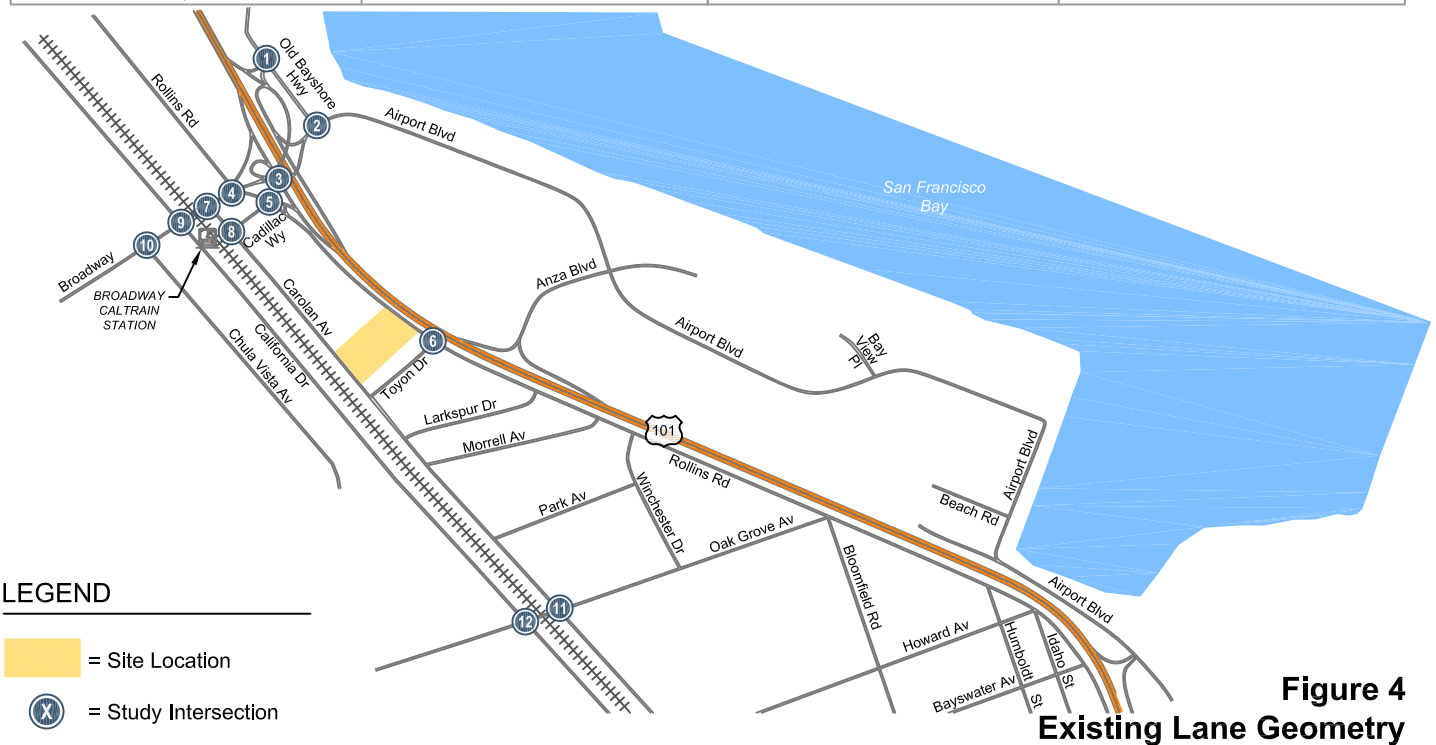 1
Old Bayshore
Hwy
2
Airport Blvd
Rollins Rd
San Francisco
Bay
3
4
5
7
8
9
10
Cadillac
Wy
Broadway
BROADWAY
CALTRAIN
STATION
Carolan Av
California Dr
Chula Vista Av
Anza Blvd
Airport Blvd
Bay
View
Pl
6
Toyon Dr
Larkspur Dr
Morrell Av
101
Rollins Rd
Park Av
Winchester Dr
Oak Grove Av
Airport Blvd
Beach Rd
Bloomfield Rd
Airport Blvd
11
12
Howard Av
Humboldt St
Idaho St
Bayswater Av
LEGEND
= Site Location
X
= Study Intersection
Figure 4
Existing Lane Geometry